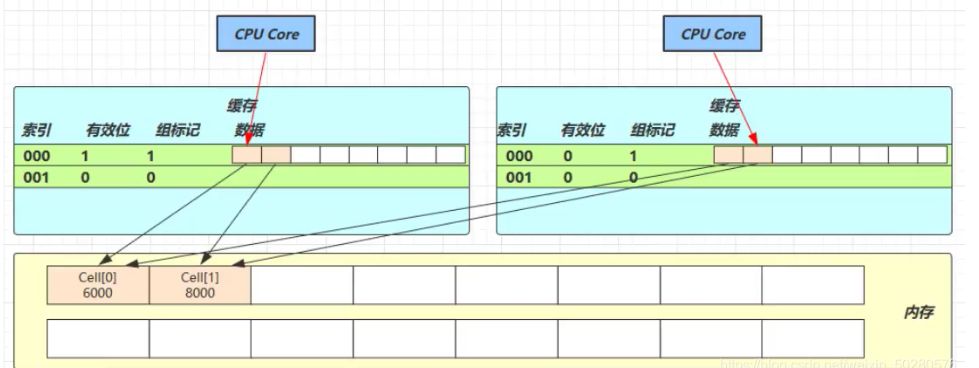 CPU Core
CPU Core
缓存
索引 有效位 组标记 数据
000 1 1
001 0 0
缓存
索引 有效位 组标记 数据
000 0 1
001 0 0
Cell[0]
6000
Cell[1]
8000
内存
https://blog.csdn.net/weixin_50280576